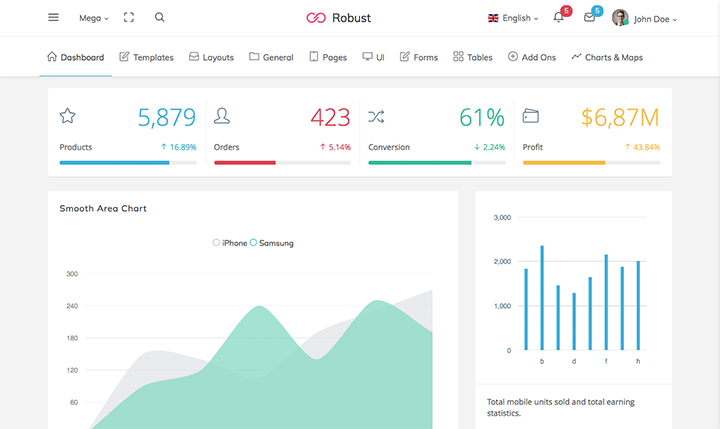 Mega
Robust
English
5
5
John Doe
Dashboard Templates Layouts General Pages UI Forms Tables Add Ons Charts & Maps
5,879 423 61% $6,87M
Products ↑ 16.89% Orders ↑ 5.14% Conversion ↓ 2.24% Profit ↑ 43.84%
Smooth Area Chart
iPhone Samsung
300
240
180
120
60
3,000
2,000
1,000
0
b d f h
Total mobile units sold and total earning
statistics.